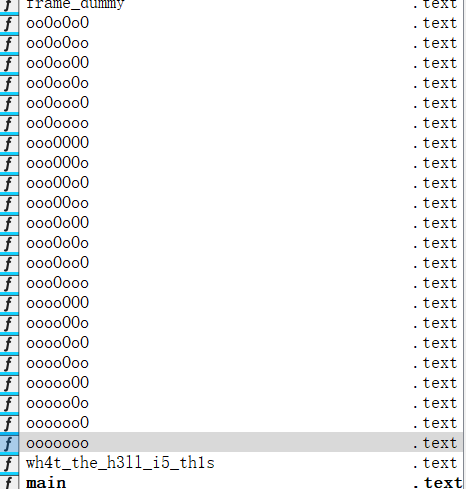 frame_dummy .text
oo0o0o0 .text
oo0o0oo .text
oo0oo00 .text
oo0oo0o .text
oo0ooo0 .text
oo0oooo .text
ooo0000 .text
ooo000o .text
ooo00o0 .text
ooo00oo .text
ooo0o00 .text
ooo0o0o .text
ooo0oo0 .text
ooo0ooo .text
oooo000 .text
oooo00o .text
oooo0o0 .text
oooo0oo .text
ooooo00 .text
ooooo0o .text
oooooo0 .text
ooooooo .text
wh4t_the_h3ll_i5_th1s .text
main .text